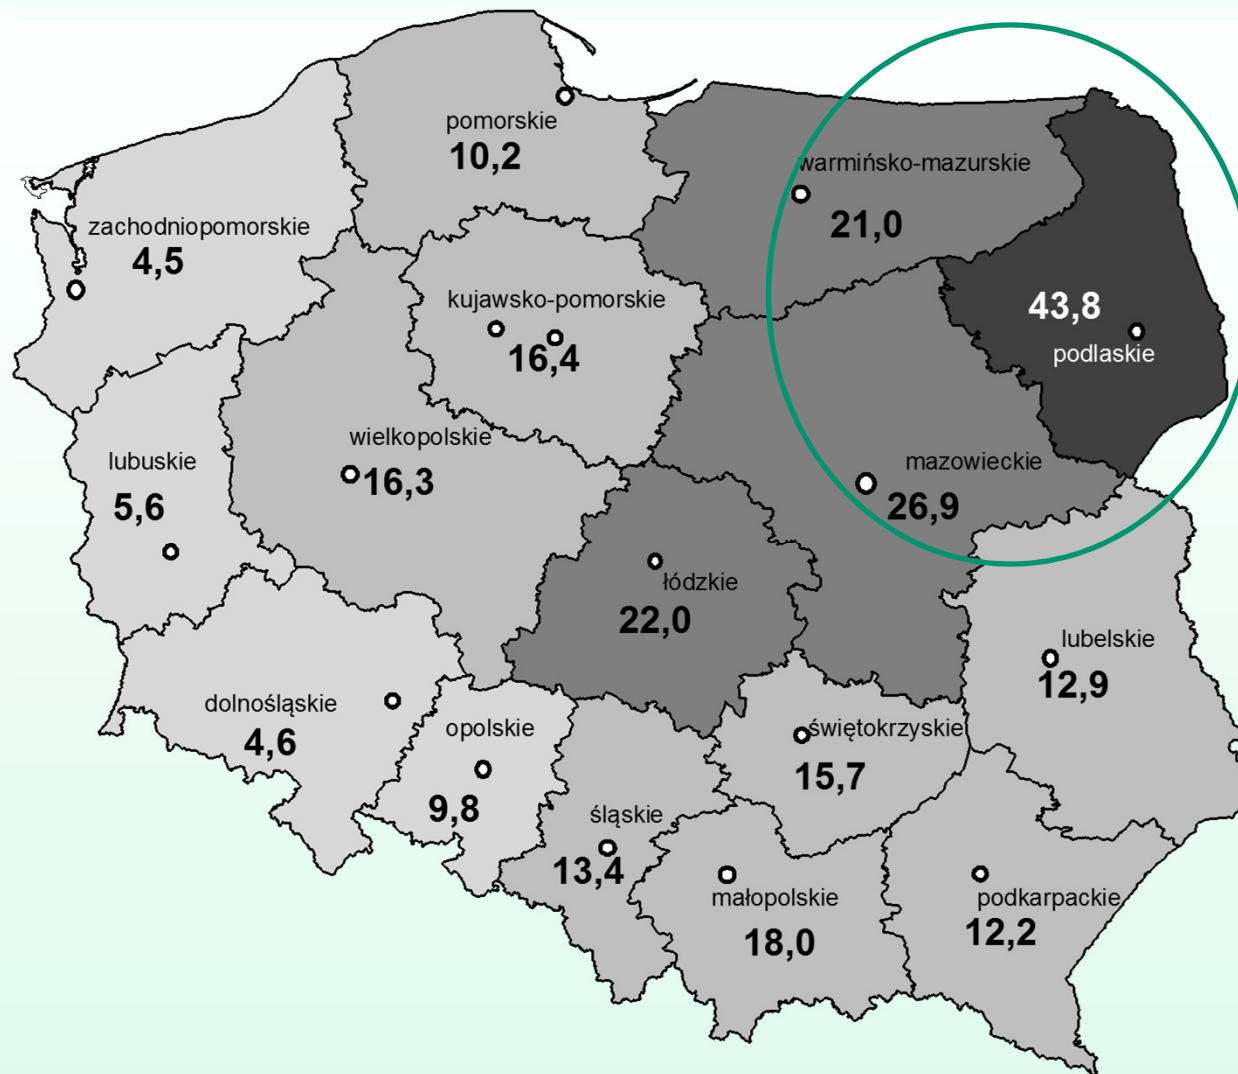 pomorskie
10,2
warmińsko-mazurskie
21,0
zachodniopomorskie
4,5
kujawsko-pomorskie
16,4
43,8
podlaskie
wielkopolskie
16,3
lubuskie
5,6
mazowieckie
26,9
łódzkie
22,0
lubelskie
12,9
dolnośląskie
4,6
opolskie
9,8
świętokrzyskie
15,7
śląskie
13,4
małopolskie
18,0
podkarpackie
12,2